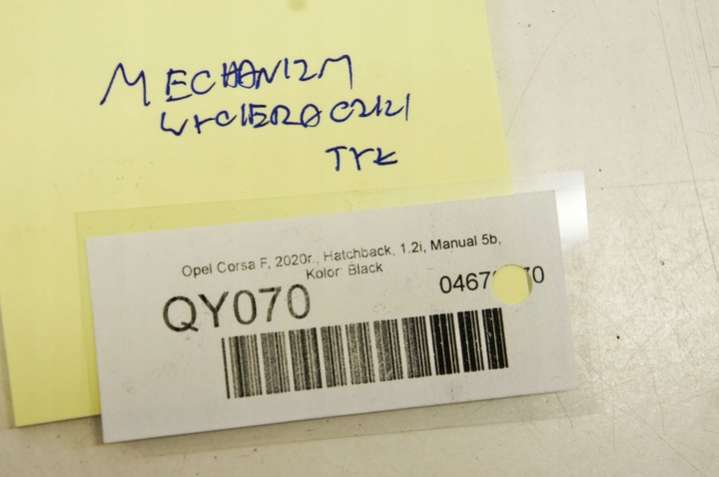 MECHANIZM
WYCIERACZKI
TYŁ
Opel Corsa F, 2020r., Hatchback, 1.2i, Manual 5b,
Kolor: Black
QY070